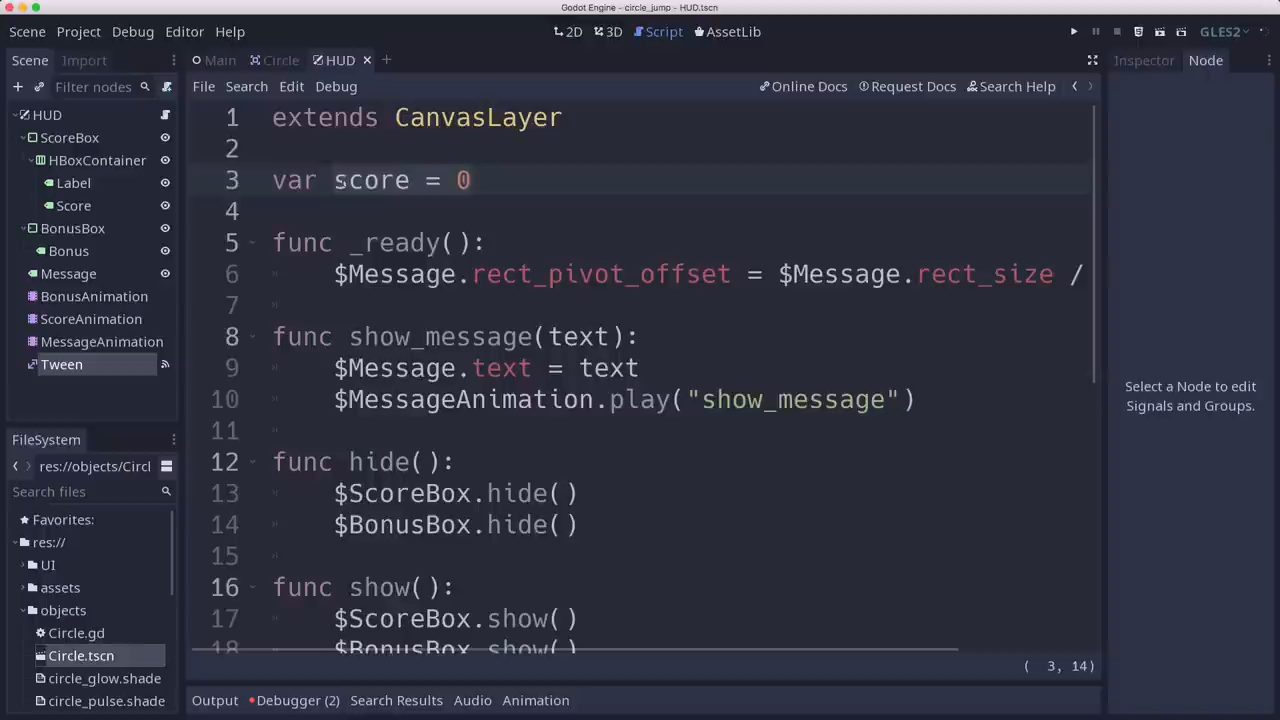 Godot Engine - circle_jump - HUD.tscn
Scene Project Debug Editor Help 2D 3D Script AssetLib GLES2
Scene Import Main Circle HUD Inspector Node
Filter nodes File Search Edit Debug Online Docs Request Docs Search Help
HUD
ScoreBox
HBoxContainer
Label
Score
BonusBox
Bonus
Message
BonusAnimation
ScoreAnimation
MessageAnimation
Tween
FileSystem
res://objects/Circl
Search files
Favorites:
res://
UI
assets
objects
Circle.gd
Circle.tscn
circle_glow.shade
circle_pulse.shade
1 extends CanvasLayer
2
3 var score = 0
4
5 func _ready():
6 $Message.rect_pivot_offset = $Message.rect_size /
7
8 func show_message(text):
9 $Message.text = text
10 $MessageAnimation.play("show_message")
11
12 func hide():
13 $ScoreBox.hide()
14 $BonusBox.hide()
15
16 func show():
17 $ScoreBox.show()
18 $BonusBox.show()
( 3, 14)
Output Debugger (2) Search Results Audio Animation
Select a Node to edit
Signals and Groups.